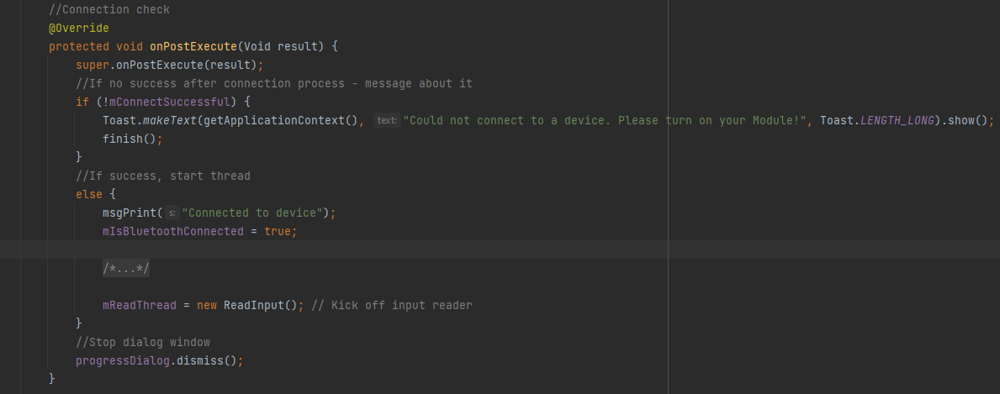 //Connection check
@Override
protected void onPostExecute(Void result) {
super.onPostExecute(result);
//If no success after connection process - message about it
if (!mConnectSuccessful) {
Toast.makeText(getApplicationContext(), text: "Could not connect to a device. Please turn on your Module!", Toast.LENGTH_LONG).show();
finish();
}
//If success, start thread
else {
msgPrint( s: "Connected to device");
mIsBluetoothConnected = true;
/*...*/
mReadThread = new ReadInput(); // Kick off input reader
}
//Stop dialog window
progressDialog.dismiss();
}